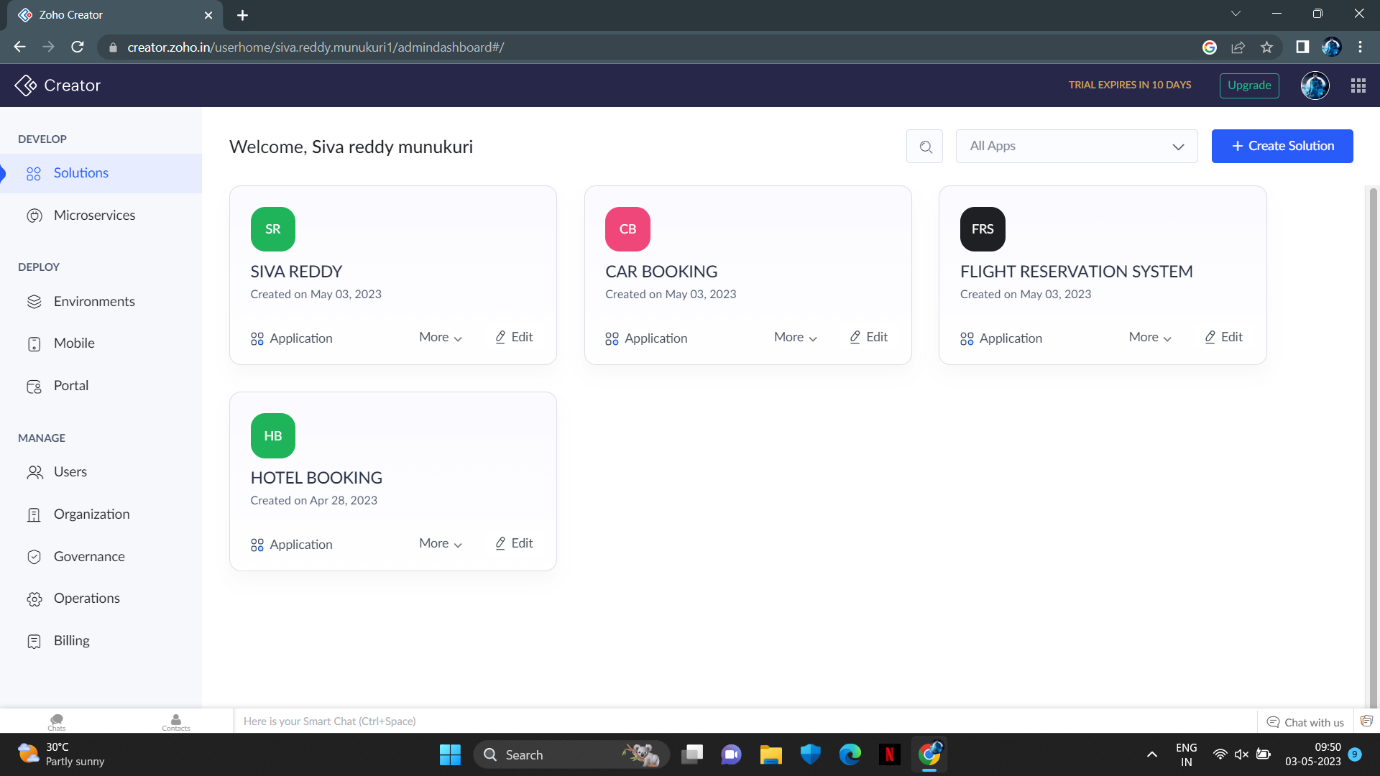 Zoho Creator
creator.zoho.in/userhome/siva.reddy.munukuri1/admindashboard#/
Creator
TRIAL EXPIRES IN 10 DAYS
Upgrade
DEVELOP
Solutions
Microservices
DEPLOY
Environments
Mobile
Portal
MANAGE
Users
Organization
Governance
Operations
Billing
Welcome, Siva reddy munukuri
All Apps
+ Create Solution
SR
SIVA REDDY
Created on May 03, 2023
Application More Edit
CB
CAR BOOKING
Created on May 03, 2023
Application More Edit
FRS
FLIGHT RESERVATION SYSTEM
Created on May 03, 2023
Application More Edit
HB
HOTEL BOOKING
Created on Apr 28, 2023
Application More Edit
Chats
Contacts
Here is your Smart Chat (Ctrl+Space)
Chat with us
30°C
Partly sunny
Search
N
ENG
IN
09:50
03-05-2023
9